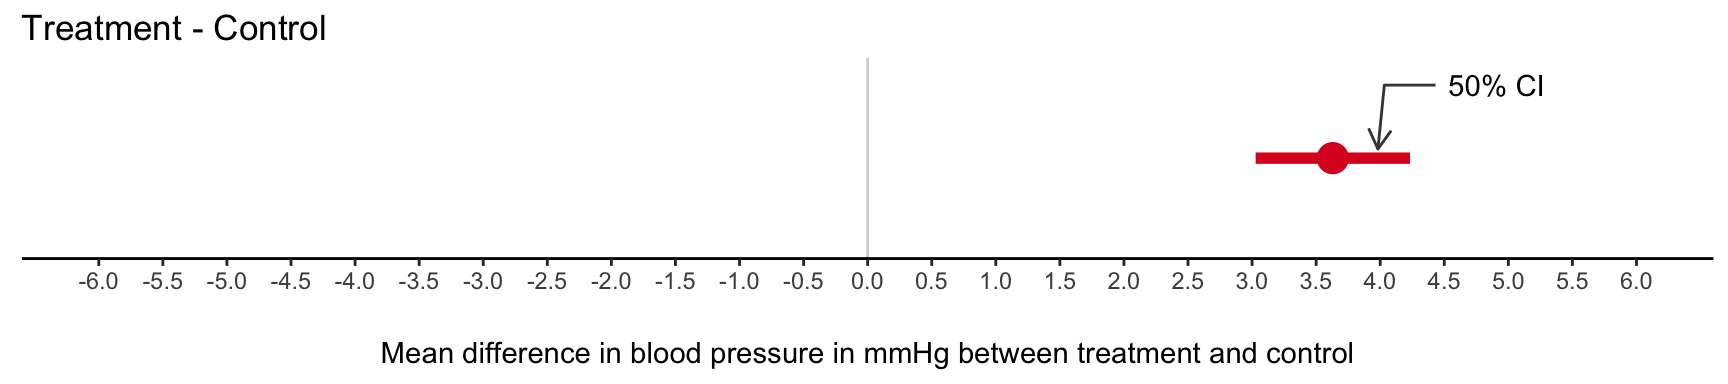 Treatment - Control
50% CI
-6.0 -5.5 -5.0 -4.5 -4.0 -3.5 -3.0 -2.5 -2.0 -1.5 -1.0 -0.5 0.0 0.5 1.0 1.5 2.0 2.5 3.0 3.5 4.0 4.5 5.0 5.5 6.0
Mean difference in blood pressure in mmHg between treatment and control